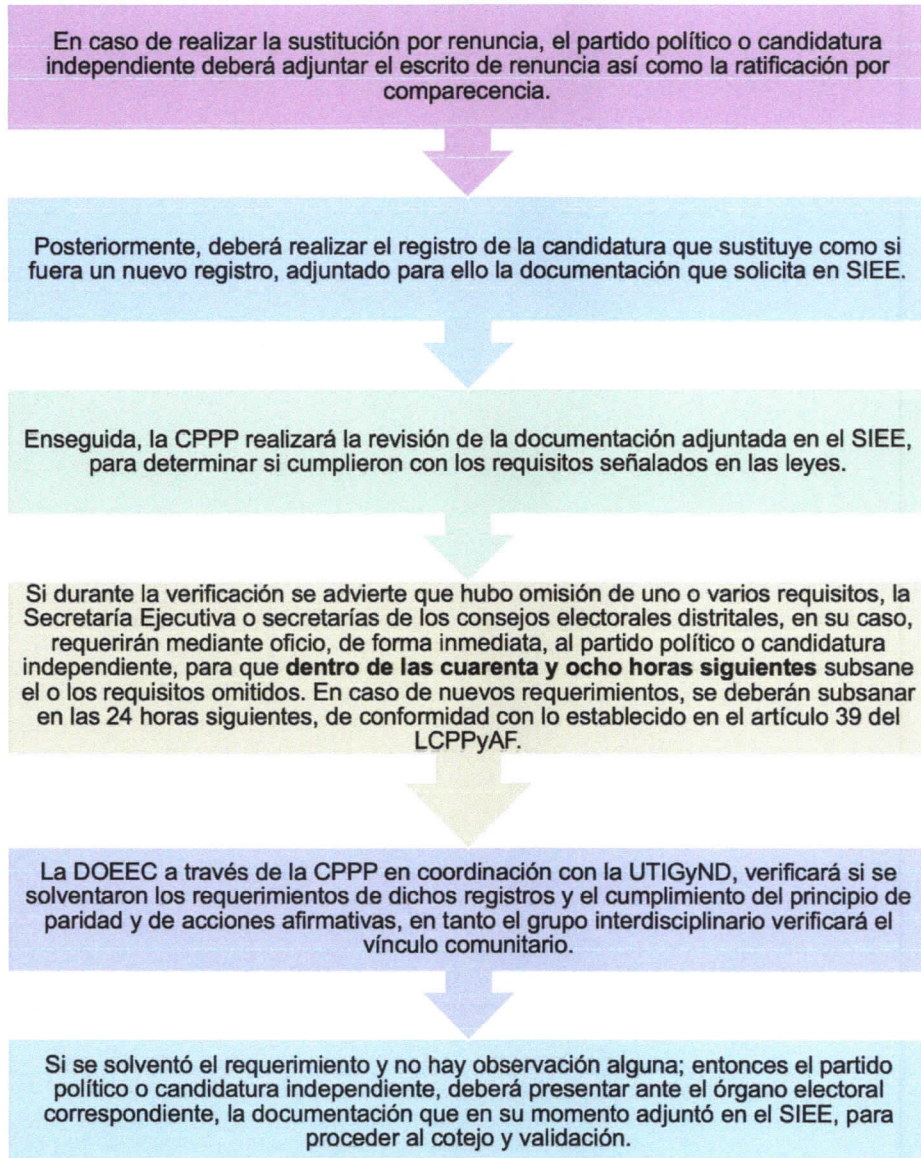 En caso de realizar la sustitución por renuncia, el partido político o candidatura
independiente deberá adjuntar el escrito de renuncia así como la ratificación por
comparecencia.
Posteriormente, deberá realizar el registro de la candidatura que sustituye como si
fuera un nuevo registro, adjuntado para ello la documentación que solicita en SIEE.
Enseguida, la CPPP realizará la revisión de la documentación adjuntada en el SIEE,
para determinar si cumplieron con los requisitos señalados en las leyes.
Si durante la verificación se advierte que hubo omisión de uno o varios requisitos, la
Secretaría Ejecutiva o secretarías de los consejos electorales distritales, en su caso,
requerirán mediante oficio, de forma inmediata, al partido político o candidatura
independiente, para que dentro de las cuarenta y ocho horas siguientes subsane
el o los requisitos omitidos. En caso de nuevos requerimientos, se deberán subsanar
en las 24 horas siguientes, de conformidad con lo establecido en el artículo 39 del
LCPPyAF.
La DOEEC a través de la CPPP en coordinación con la UTIGyND, verificará si se
solventaron los requerimientos de dichos registros y el cumplimiento del principio de
paridad y de acciones afirmativas, en tanto el grupo interdisciplinario verificará el
vínculo comunitario.
Si se solventó el requerimiento y no hay observación alguna; entonces el partido
político o candidatura independiente, deberá presentar ante el órgano electoral
correspondiente, la documentación que en su momento adjuntó en el SIEE, para
proceder al cotejo y validación.